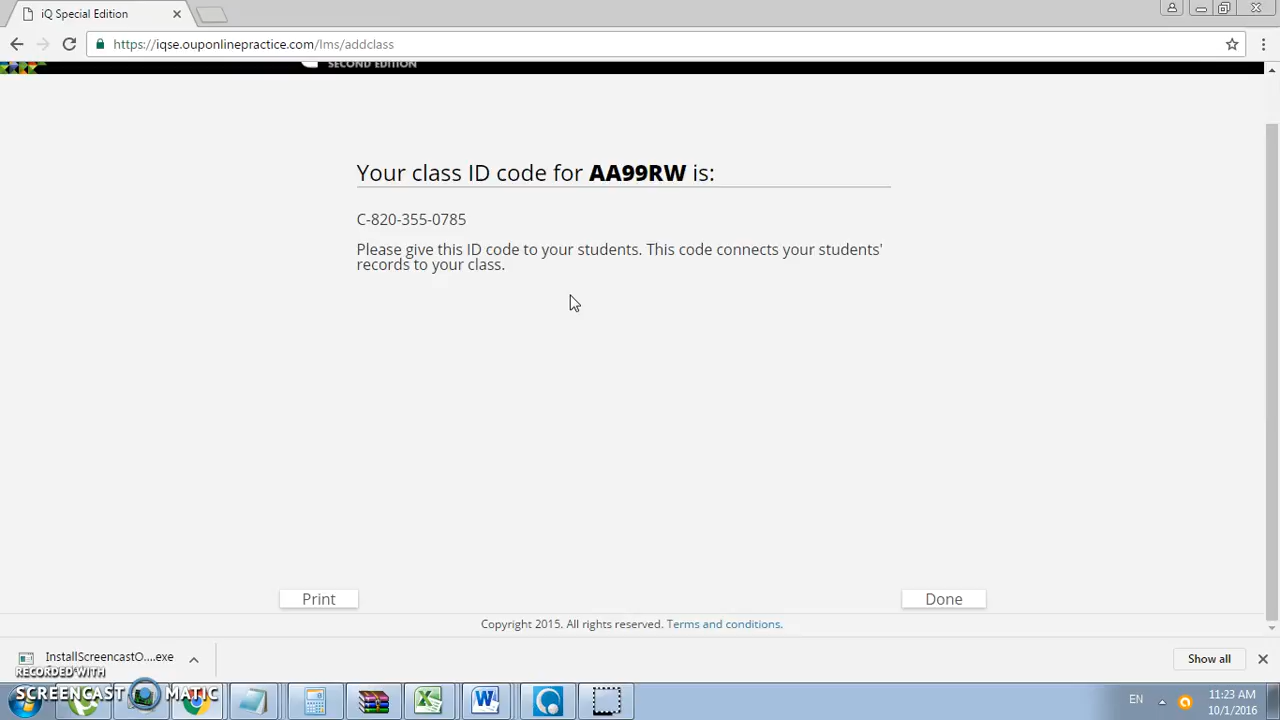 iQ Special Edition
https://iqse.ouponlinepractice.com/lms/addclass
SECOND EDITION
Your class ID code for AA99RW is:
C-820-355-0785
Please give this ID code to your students. This code connects your students'
records to your class.
Print
Done
Copyright 2015. All rights reserved. Terms and conditions.
InstallScreencastO....exe
Show all
RECORDED WITH
SCREENCAST MATIC
EN
11:23 AM
10/1/2016